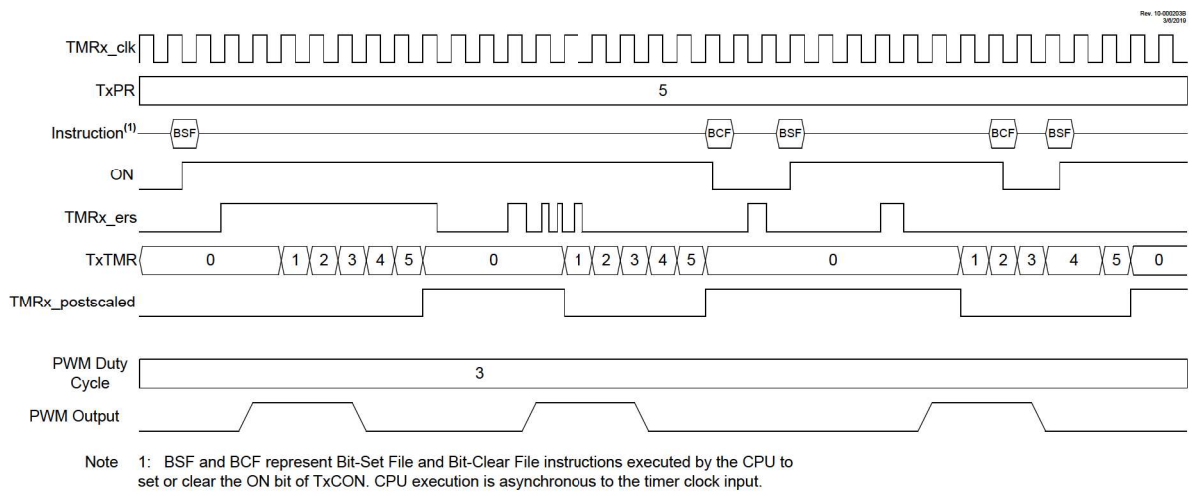 Rev. 10-000203B
3/6/2019
TMRx_clk
TxPR 5
Instruction(1) BSF BCF BSF BCF BSF
ON
TMRx_ers
TxTMR 0 1 2 3 4 5 0 1 2 3 4 5 0 1 2 3 4 5 0
TMRx_postscaled
PWM Duty
Cycle 3
PWM Output
Note 1: BSF and BCF represent Bit-Set File and Bit-Clear File instructions executed by the CPU to
set or clear the ON bit of TxCON. CPU execution is asynchronous to the timer clock input.